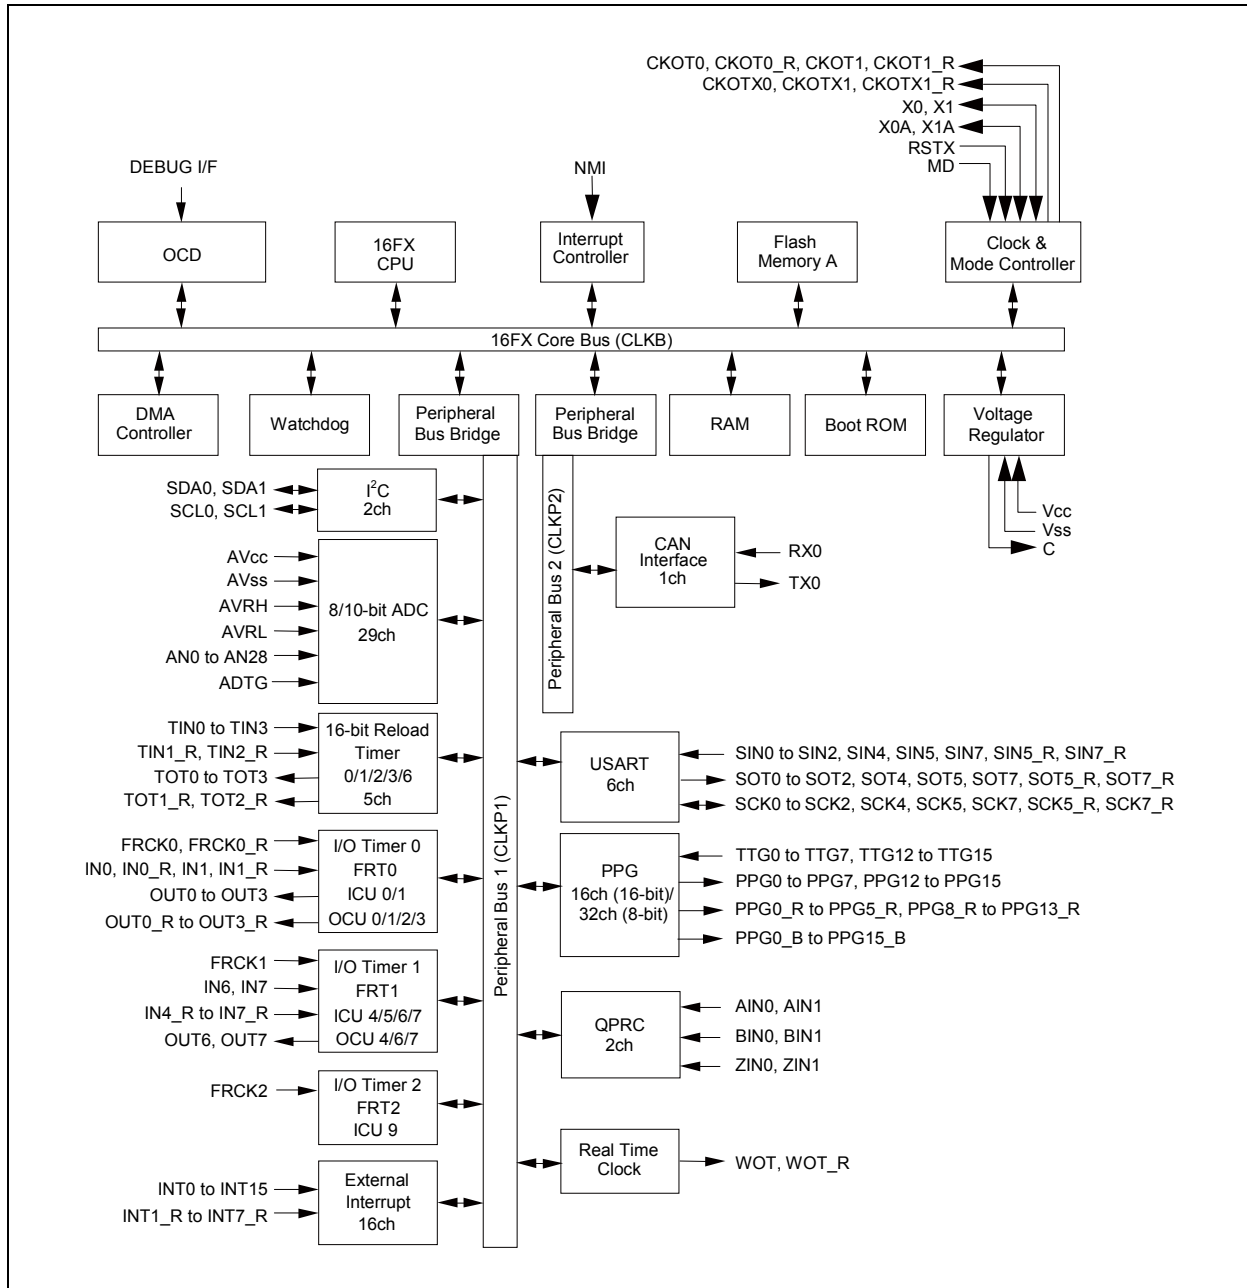 CKOT0, CKOT0_R, CKOT1, CKOT1_R
CKOTX0, CKOTX1, CKOTX1_R
X0, X1
X0A, X1A
RSTX
MD
DEBUG I/F
NMI
OCD
16FX
CPU
Interrupt
Controller
Flash
Memory A
Clock &
Mode Controller
16FX Core Bus (CLKB)
DMA
Controller
Watchdog
Peripheral
Bus Bridge
Peripheral
Bus Bridge
RAM
Boot ROM
Voltage
Regulator
Vcc
Vss
C
SDA0, SDA1
SCL0, SCL1
I²C
2ch
Peripheral Bus 2 (CLKP2)
CAN
Interface
1ch
RX0
TX0
AVcc
AVss
AVRH
AVRL
AN0 to AN28
ADTG
8/10-bit ADC
29ch
TIN0 to TIN3
TIN1_R, TIN2_R
TOT0 to TOT3
TOT1_R, TOT2_R
16-bit Reload
Timer
0/1/2/3/6
5ch
Peripheral Bus 1 (CLKP1)
USART
6ch
SIN0 to SIN2, SIN4, SIN5, SIN7, SIN5_R, SIN7_R
SOT0 to SOT2, SOT4, SOT5, SOT7, SOT5_R, SOT7_R
SCK0 to SCK2, SCK4, SCK5, SCK7, SCK5_R, SCK7_R
FRCK0, FRCK0_R
IN0, IN0_R, IN1, IN1_R
OUT0 to OUT3
OUT0_R to OUT3_R
I/O Timer 0
FRT0
ICU 0/1
OCU 0/1/2/3
PPG
16ch (16-bit)/
32ch (8-bit)
TTG0 to TTG7, TTG12 to TTG15
PPG0 to PPG7, PPG12 to PPG15
PPG0_R to PPG5_R, PPG8_R to PPG13_R
PPG0_B to PPG15_B
FRCK1
IN6, IN7
IN4_R to IN7_R
OUT6, OUT7
I/O Timer 1
FRT1
ICU 4/5/6/7
OCU 4/6/7
QPRC
2ch
AIN0, AIN1
BIN0, BIN1
ZIN0, ZIN1
FRCK2
I/O Timer 2
FRT2
ICU 9
Real Time
Clock
WOT, WOT_R
INT0 to INT15
INT1_R to INT7_R
External
Interrupt
16ch